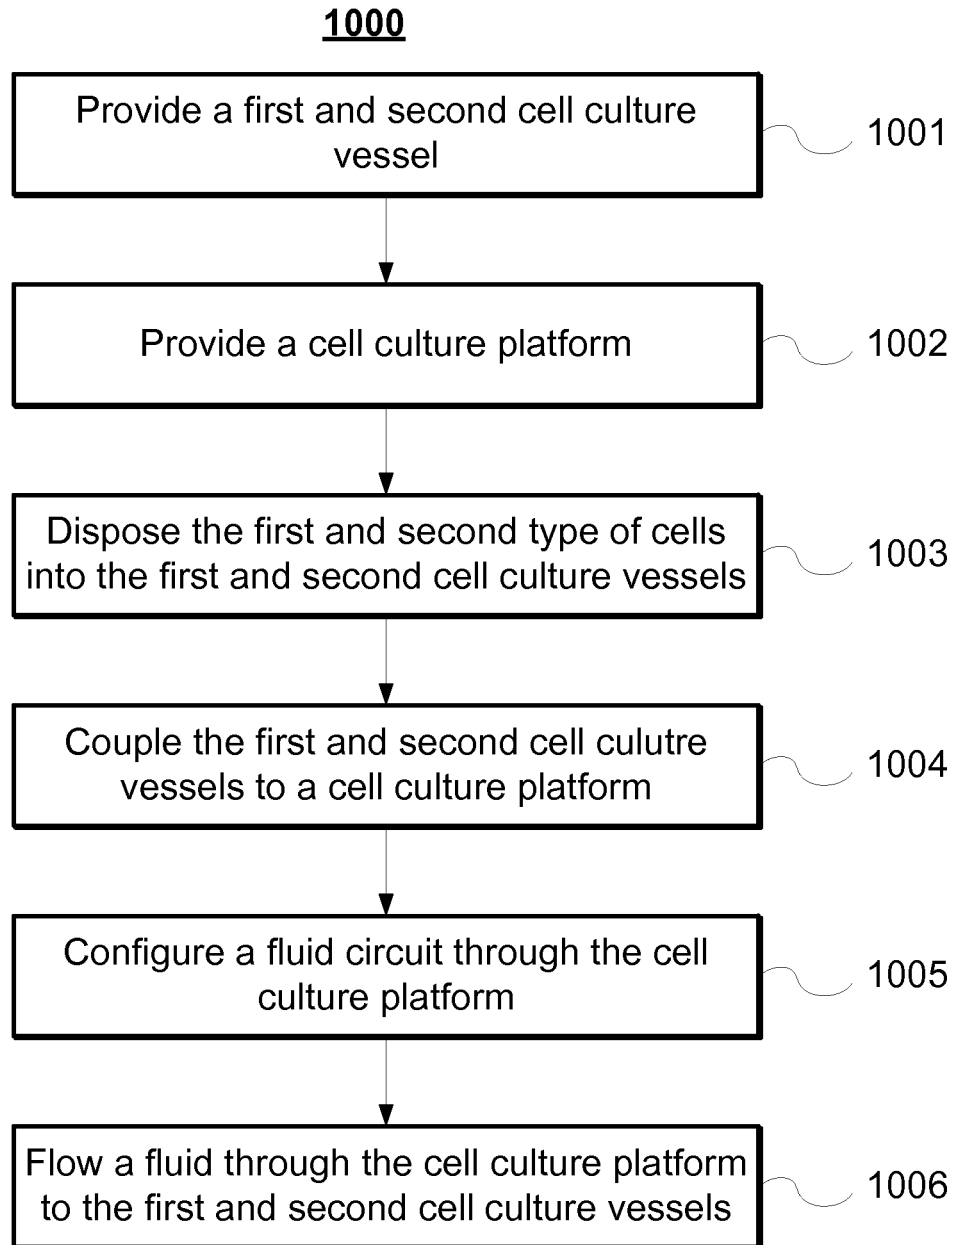 1000
Provide a first and second cell culture
vessel
1001
Provide a cell culture platform
1002
Dispose the first and second type of cells
into the first and second cell culture vessels
1003
Couple the first and second cell culutre
vessels to a cell culture platform
1004
Configure a fluid circuit through the cell
culture platform
1005
Flow a fluid through the cell culture platform
to the first and second cell culture vessels
1006